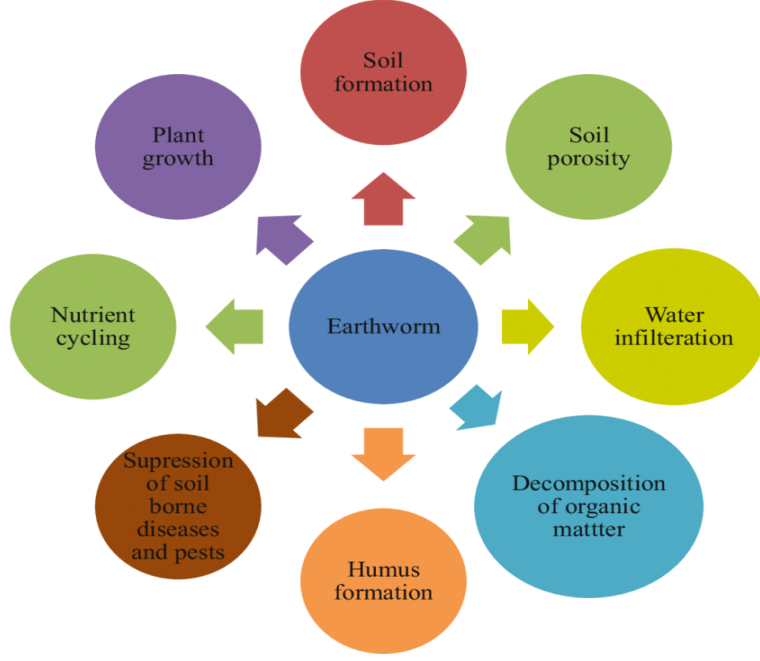 Soil
formation
Plant
growth
Soil
porosity
Nutrient
cycling
Earthworm
Water
infilteration
Supression
of soil
borne
diseases
and pests
Decomposition
of organic
mattter
Humus
formation